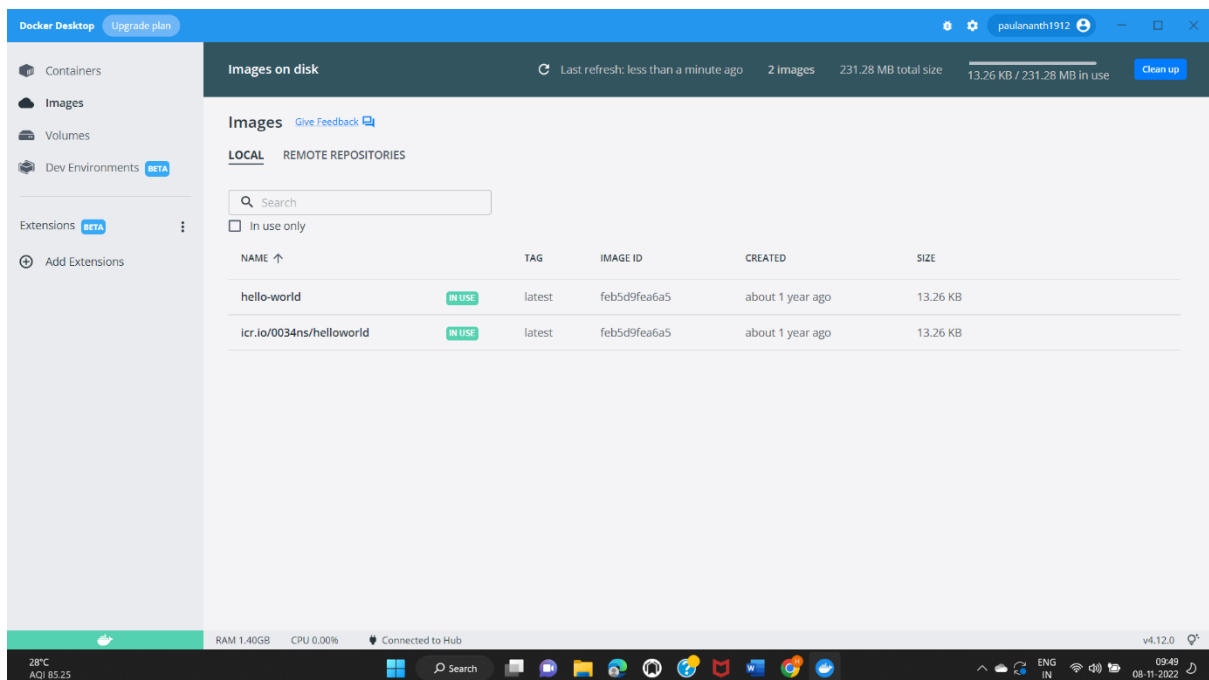 Docker Desktop Upgrade plan paulananth1912
Containers
Images
Volumes
Dev Environments BETA
Extensions BETA
Add Extensions
Images on disk Last refresh: less than a minute ago 2 images 231.28 MB total size 13.26 KB / 231.28 MB in use Clean up
Images Give Feedback
LOCAL REMOTE REPOSITORIES
Search
In use only
NAME TAG IMAGE ID CREATED SIZE
hello-world IN USE latest feb5d9fea6a5 about 1 year ago 13.26 KB
icr.io/0034ns/helloworld IN USE latest feb5d9fea6a5 about 1 year ago 13.26 KB
RAM 1.40GB CPU 0.00% Connected to Hub v4.12.0
28°C
AQI 85.25
Search
ENG
IN
09:49
08-11-2022